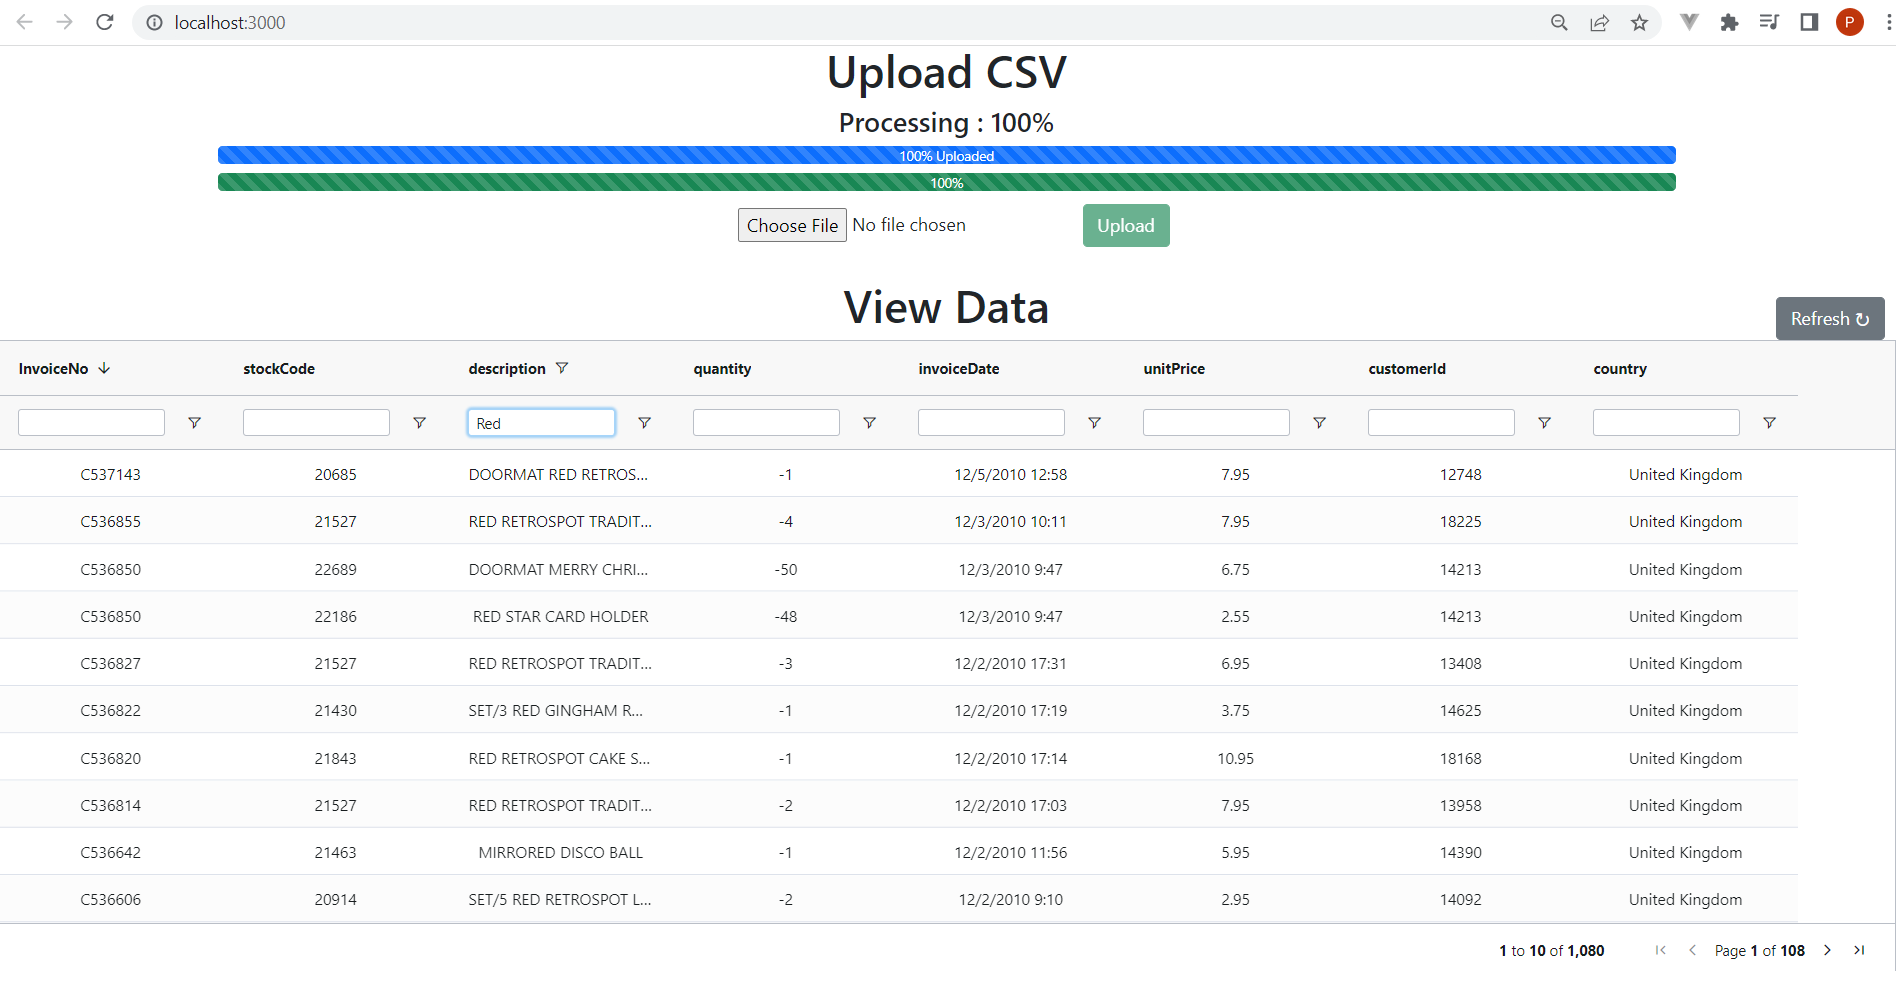 localhost:3000
P
Upload CSV
Processing : 100%
100% Uploaded
100%
Choose File No file chosen Upload
View Data
Refresh ↻
InvoiceNo stockCode description quantity invoiceDate unitPrice customerId country
Red
C537143 20685 DOORMAT RED RETROS... -1 12/5/2010 12:58 7.95 12748 United Kingdom
C536855 21527 RED RETROSPOT TRADIT... -4 12/3/2010 10:11 7.95 18225 United Kingdom
C536850 22689 DOORMAT MERRY CHRI... -50 12/3/2010 9:47 6.75 14213 United Kingdom
C536850 22186 RED STAR CARD HOLDER -48 12/3/2010 9:47 2.55 14213 United Kingdom
C536827 21527 RED RETROSPOT TRADIT... -3 12/2/2010 17:31 6.95 13408 United Kingdom
C536822 21430 SET/3 RED GINGHAM R... -1 12/2/2010 17:19 3.75 14625 United Kingdom
C536820 21843 RED RETROSPOT CAKE S... -1 12/2/2010 17:14 10.95 18168 United Kingdom
C536814 21527 RED RETROSPOT TRADIT... -2 12/2/2010 17:03 7.95 13958 United Kingdom
C536642 21463 MIRRORED DISCO BALL -1 12/2/2010 11:56 5.95 14390 United Kingdom
C536606 20914 SET/5 RED RETROSPOT L... -2 12/2/2010 9:10 2.95 14092 United Kingdom
1 to 10 of 1,080 Page 1 of 108